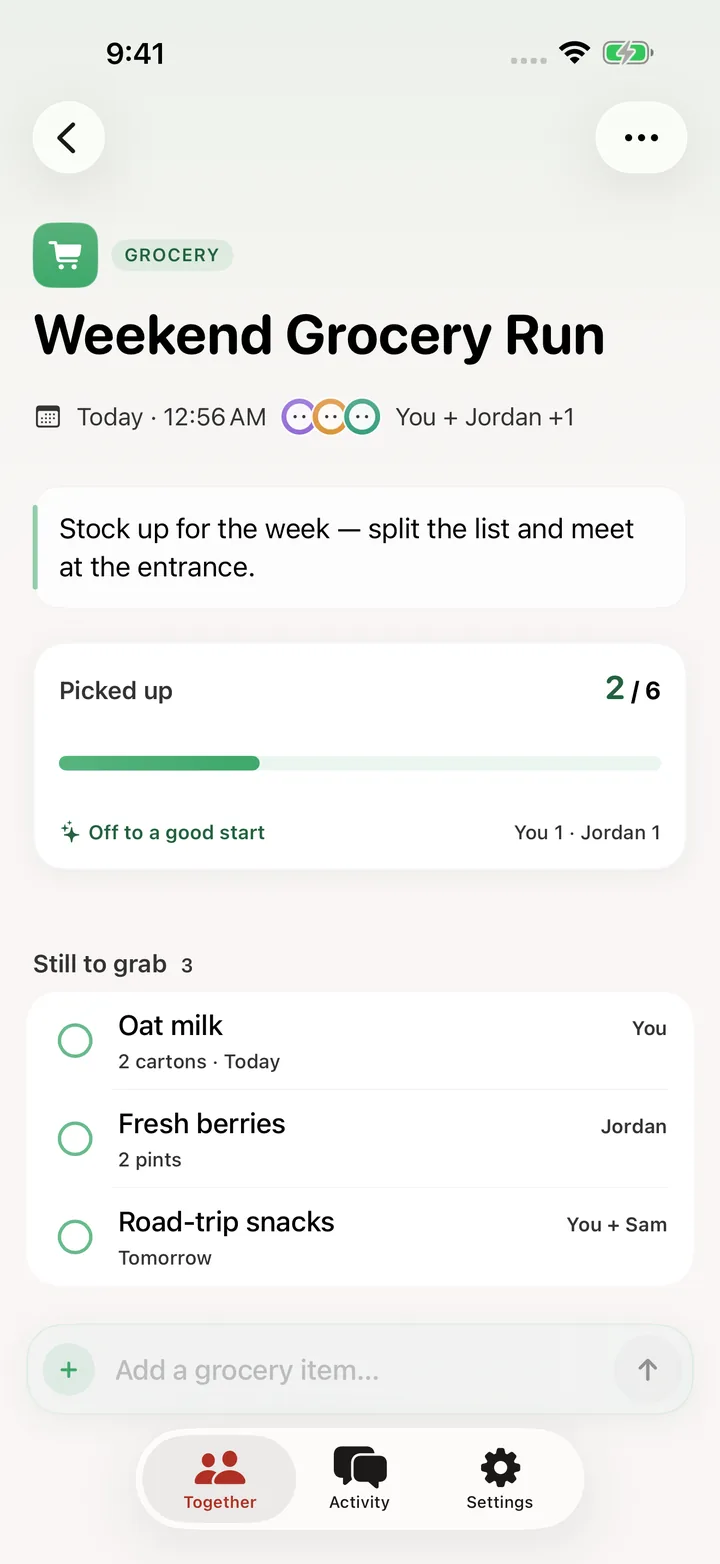 9:41
GROCERY
Weekend Grocery Run
Today · 12:56 AM You + Jordan +1
Stock up for the week — split the list and meet
at the entrance.
Picked up 2 / 6
Off to a good start You 1 · Jordan 1
Still to grab 3
Oat milk You
2 cartons · Today
Fresh berries Jordan
2 pints
Road-trip snacks You + Sam
Tomorrow
Add a grocery item...
Together Activity Settings